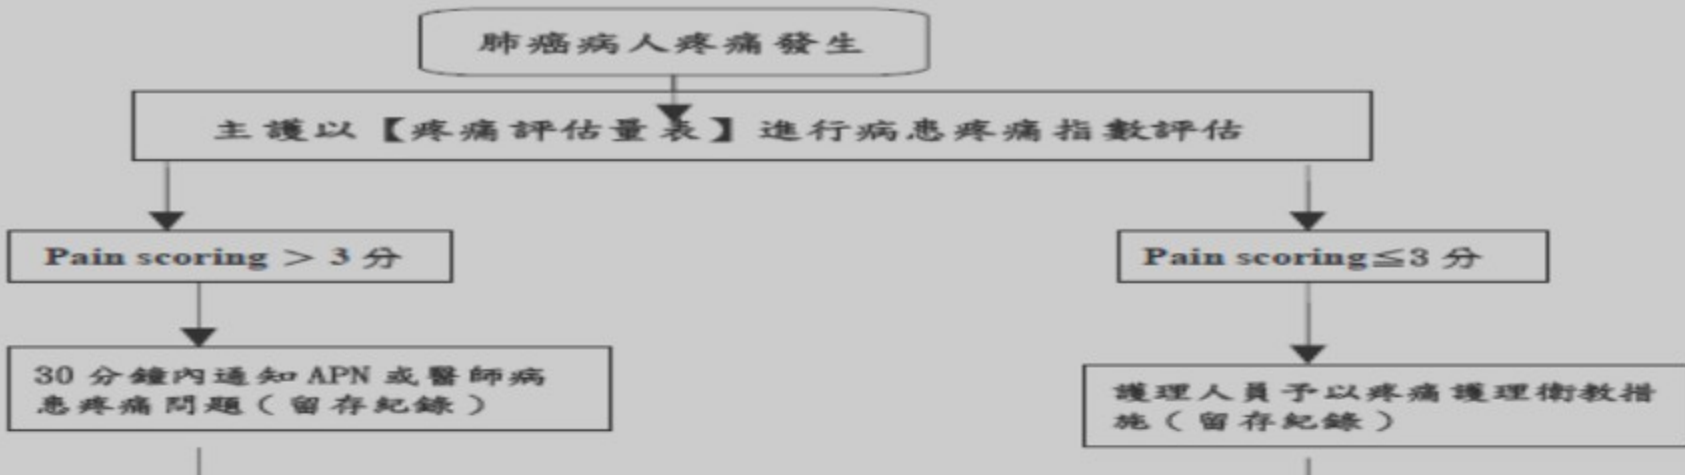 肺癌病人疼痛發生
主護以【疼痛評估量表】進行病患疼痛指數評估
Pain scoring > 3 分
Pain scoring≦3 分
30 分鐘內通知 APN 或醫師病
患疼痛問題（留存紀錄）
護理人員予以疼痛護理衛教措
施（留存紀錄）